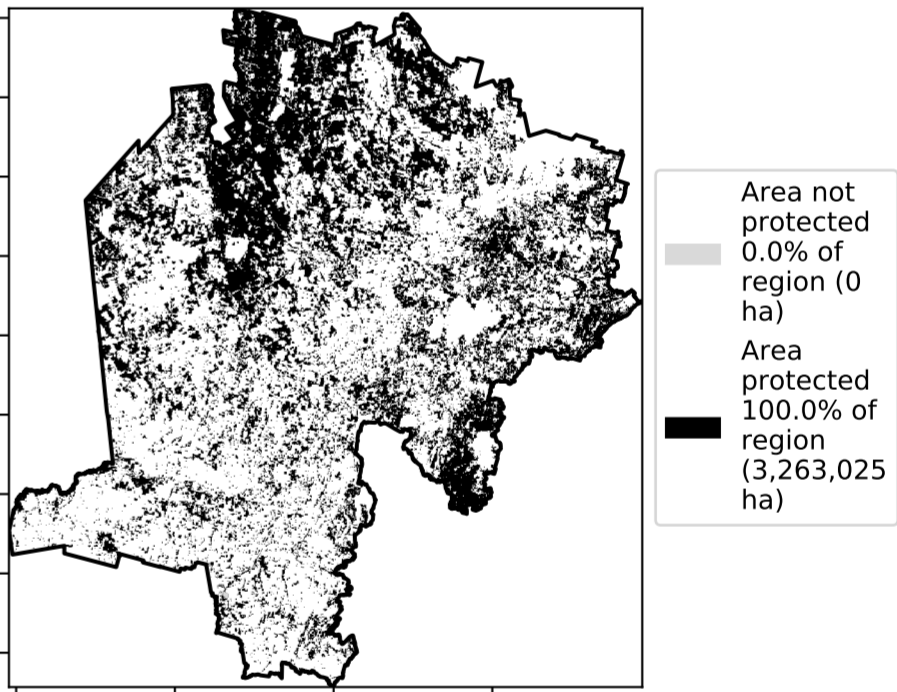 Area not
protected
0.0% of
region (0
ha)
Area
protected
100.0% of
region
(3,263,025
ha)